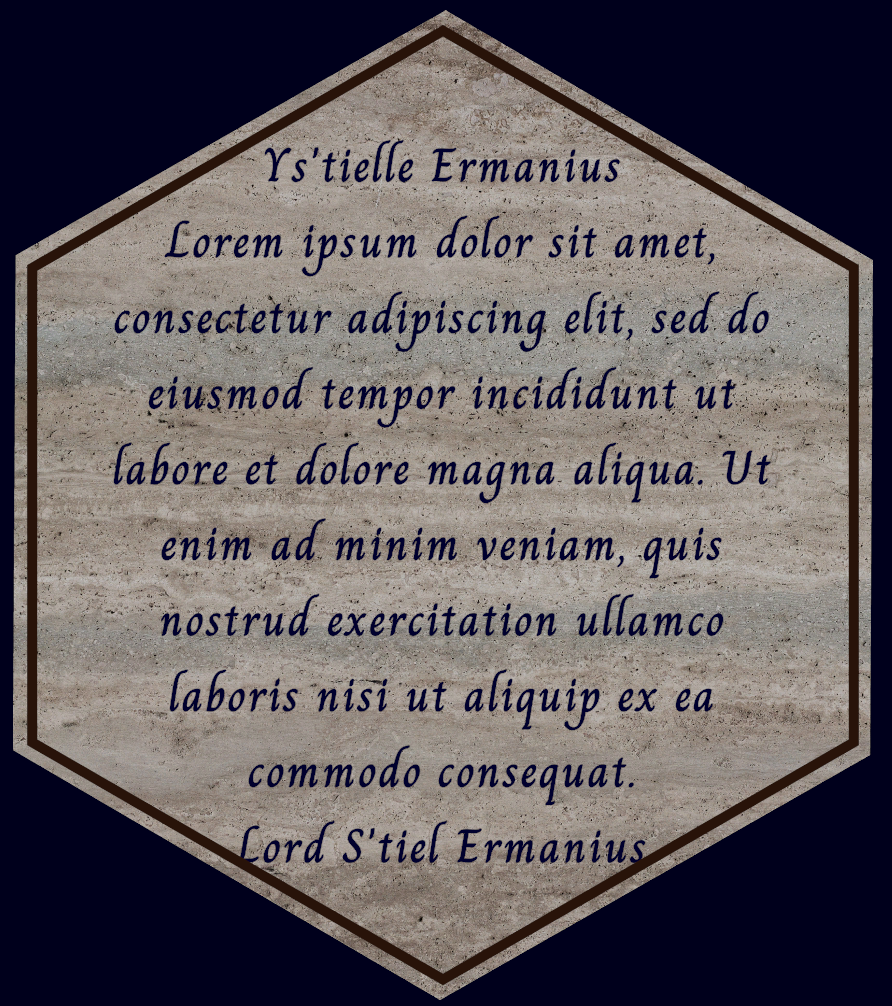 Ys'tielle Ermanius
Lorem ipsum dolor sit amet,
consectetur adipiscing elit, sed do
eiusmod tempor incididunt ut
labore et dolore magna aliqua. Ut
enim ad minim veniam, quis
nostrud exercitation ullamco
laboris nisi ut aliquip ex ea
commodo consequat.
Lord S'tiel Ermanius